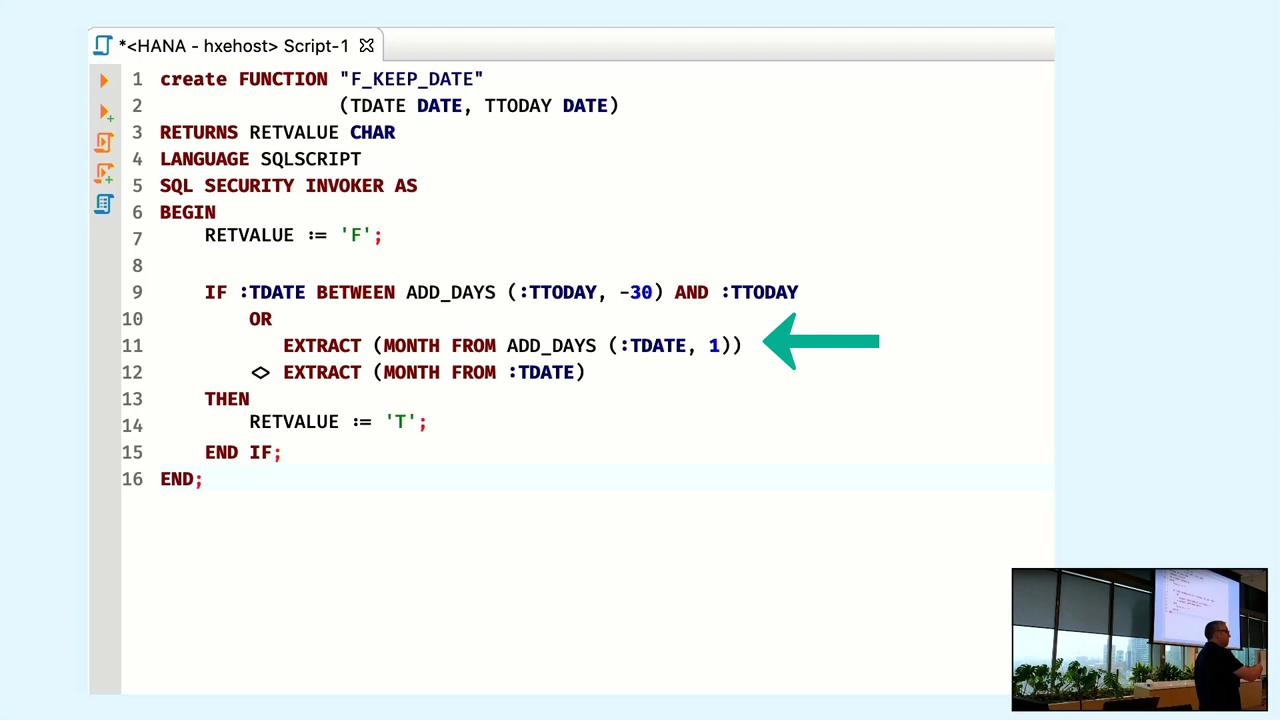 *<HANA - hxehost> Script-1
1 create FUNCTION "F_KEEP_DATE"
2 (TDATE DATE, TTODAY DATE)
3 RETURNS RETVALUE CHAR
4 LANGUAGE SQLSCRIPT
5 SQL SECURITY INVOKER AS
6 BEGIN
7 RETVALUE := 'F';
8
9 IF :TDATE BETWEEN ADD_DAYS (:TTODAY, -30) AND :TTODAY
10 OR
11 EXTRACT (MONTH FROM ADD_DAYS (:TDATE, 1))
12 <> EXTRACT (MONTH FROM :TDATE)
13 THEN
14 RETVALUE := 'T';
15 END IF;
16 END;